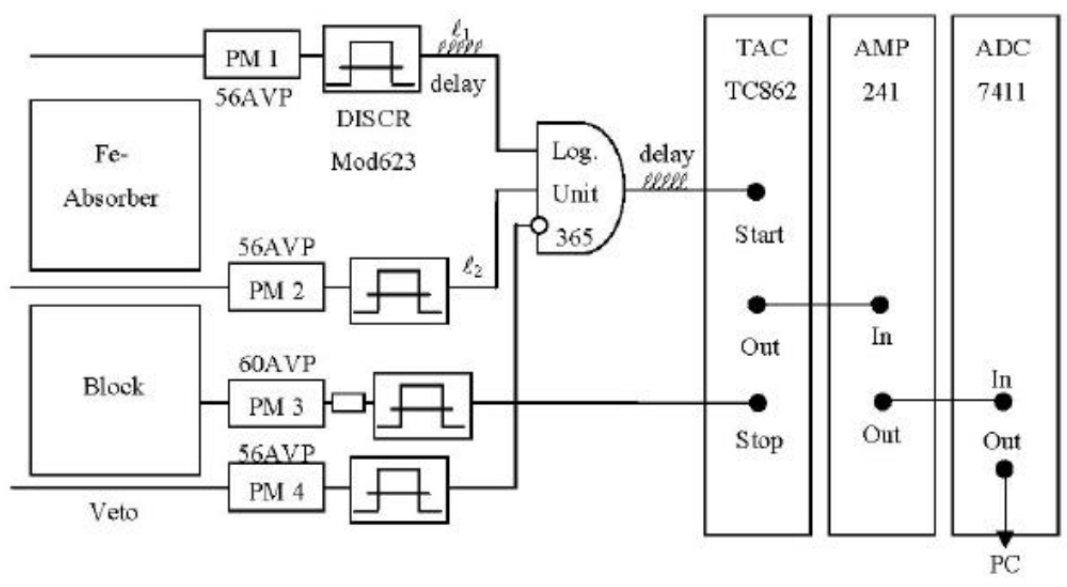 PM 1
56AVP
DISCR
Mod623
ℓ1
delay
Fe-
Absorber
Log.
Unit
365
delay
TAC
TC862
AMP
241
ADC
7411
Start
56AVP
PM 2
ℓ2
Out
In
Block
60AVP
PM 3
Stop
Out
In
Out
56AVP
PM 4
Veto
PC